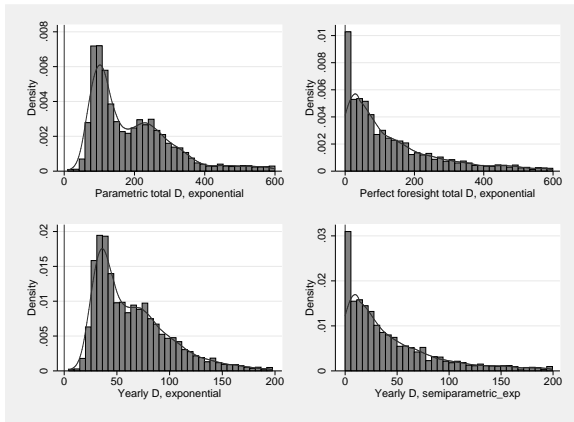 Density
0 .002 .004 .006 .008
0 200 400 600
Parametric total D, exponential
Density
0 .002 .004 .006 .008 .01
0 200 400 600
Perfect foresight total D, exponential
Density
0 .005 .01 .015 .02
0 50 100 150 200
Yearly D, exponential
Density
0 .01 .02 .03
0 50 100 150 200
Yearly D, semiparametric_exp